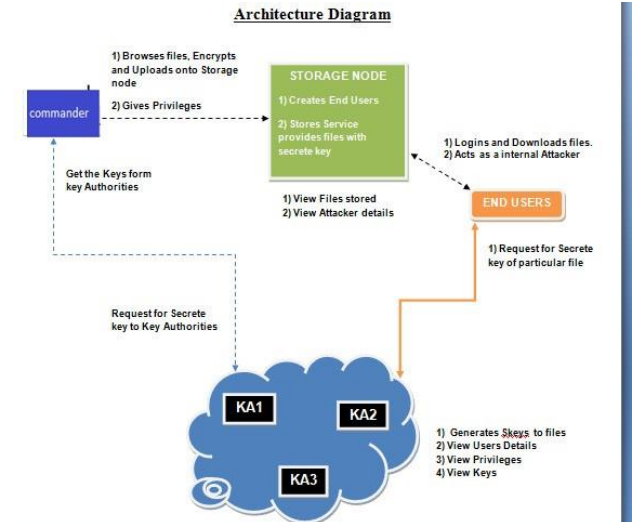 Architecture Diagram
1) Browses files, Encrypts
and Uploads onto Storage
node
2) Gives Privileges
commander
STORAGE NODE
1) Creates End Users
2) Stores Service
provides files with
secrete key
1) Logins and Downloads files.
2) Acts as a internal Attacker
Get the Keys form
key Authorities
1) View Files stored
2) View Attacker details
END USERS
1) Request for Secrete
key of particular file
Request for Secrete
key to Key Authorities
KA1
KA2
KA3
1) Generates Skeys to files
2) View Users Details
3) View Privileges
4) View Keys